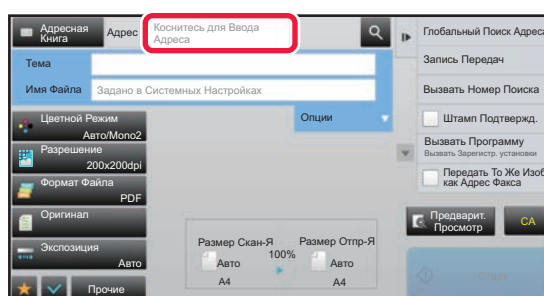 Адресная
Книга
Адрес
Коснитесь для Ввода
Адреса
Тема
Имя Файла
Задано в Системных Настройках
Опции
Цветной Режим
Авто/Mono2
Разрешение
200x200dpi
Формат Файла
PDF
Оригинал
Экспозиция
Авто
Прочие
Размер Скан-Я
Авто
A4
100%
Размер Отпр-Я
Авто
A4
Глобальный Поиск Адреса
Запись Передач
Вызвать Номер Поиска
Штамп Подтвержд.
Вызвать Программу
Вызвать Зарегистр. установки
Передать То Же Изоб
как Адрес Факса
Предварит.
Просмотр
CA
Старт